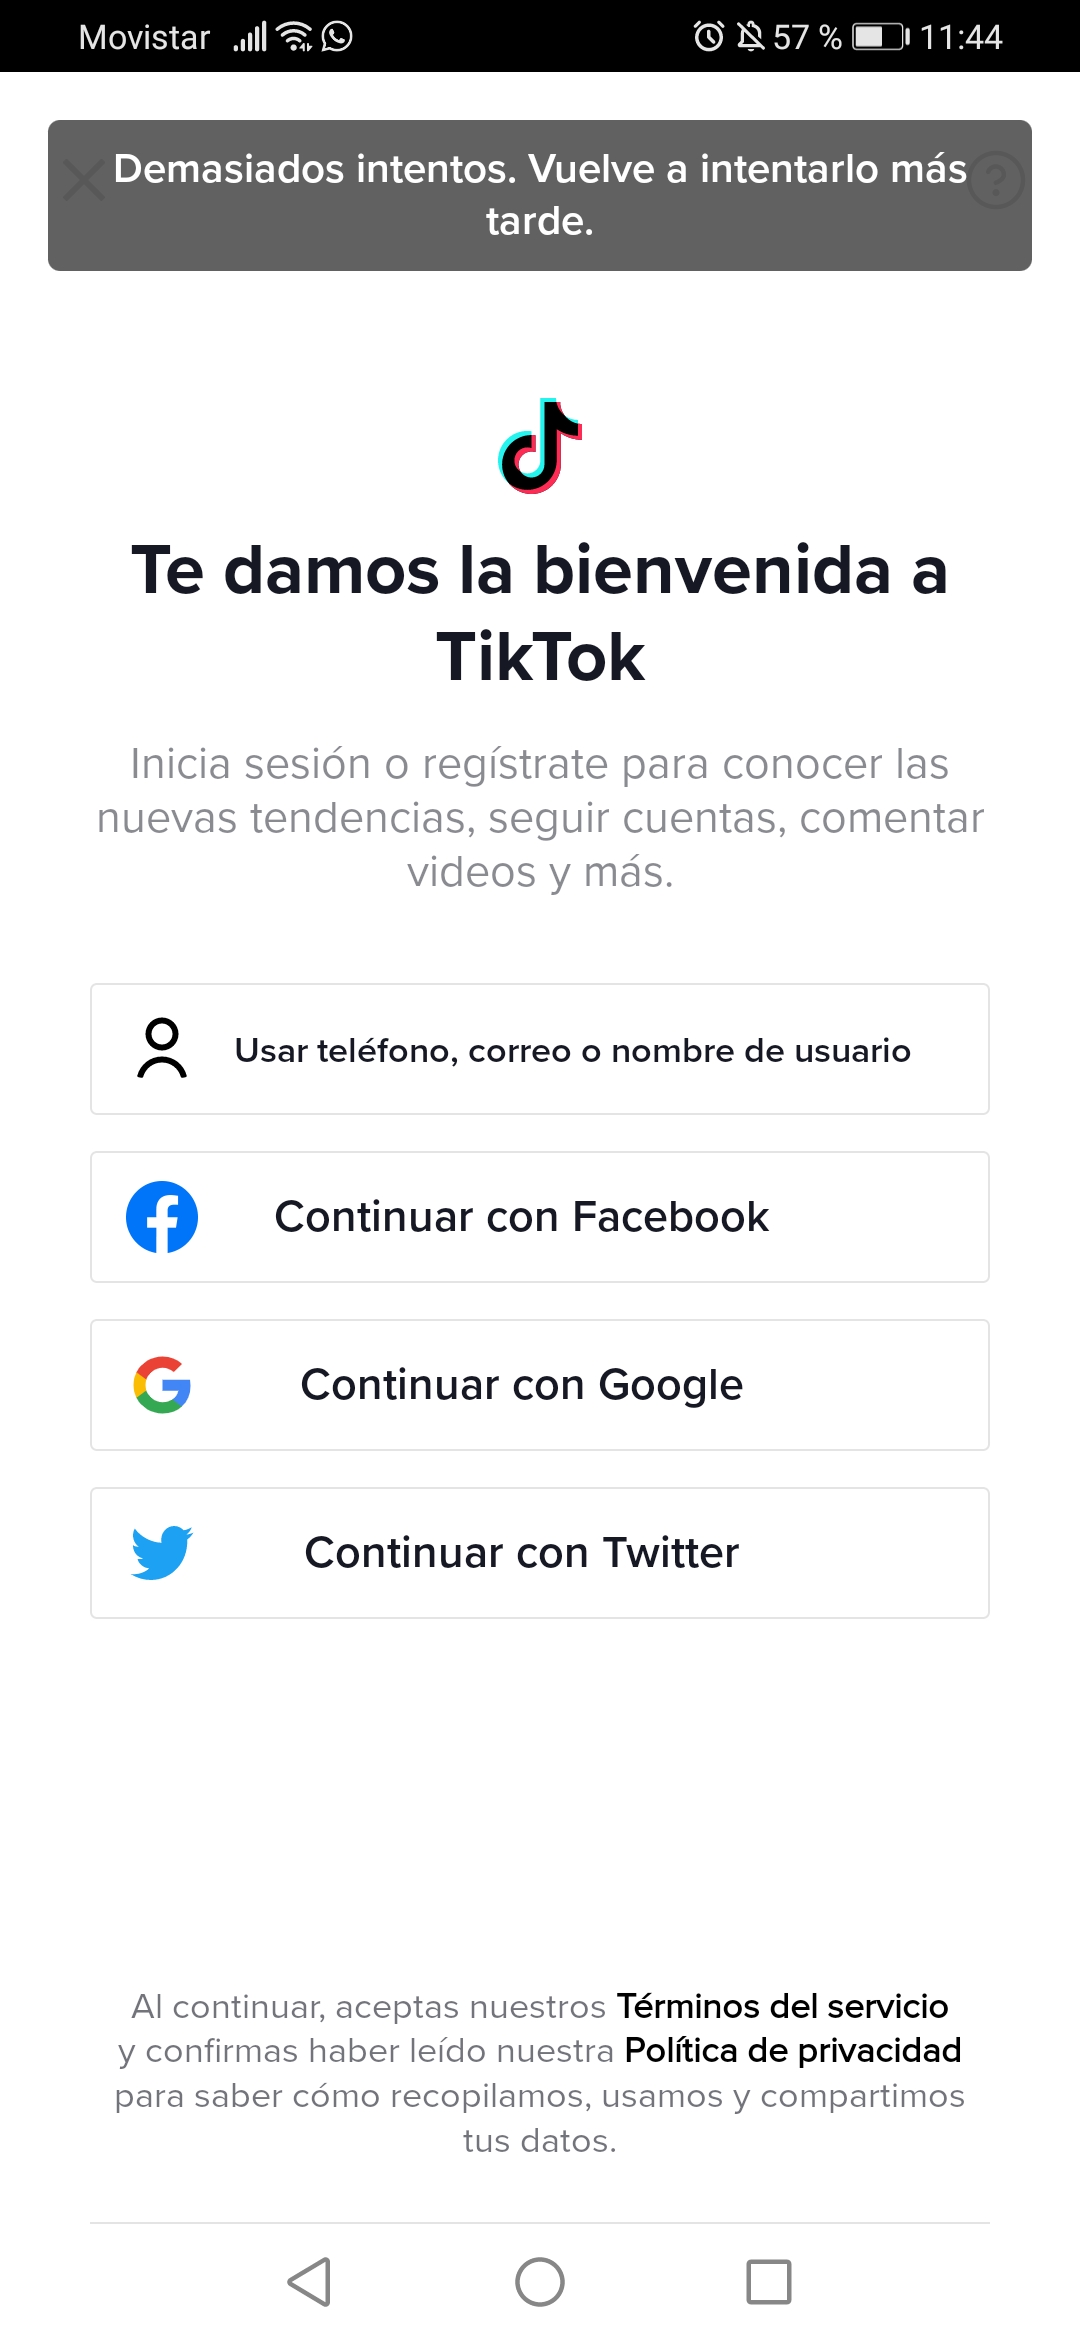 Movistar 57 % 11:44
Demasiados intentos. Vuelve a intentarlo más
tarde.
Te damos la bienvenida a
TikTok
Inicia sesión o regístrate para conocer las
nuevas tendencias, seguir cuentas, comentar
videos y más.
Usar teléfono, correo o nombre de usuario
Continuar con Facebook
Continuar con Google
Continuar con Twitter
Al continuar, aceptas nuestros Términos del servicio
y confirmas haber leído nuestra Política de privacidad
para saber cómo recopilamos, usamos y compartimos
tus datos.